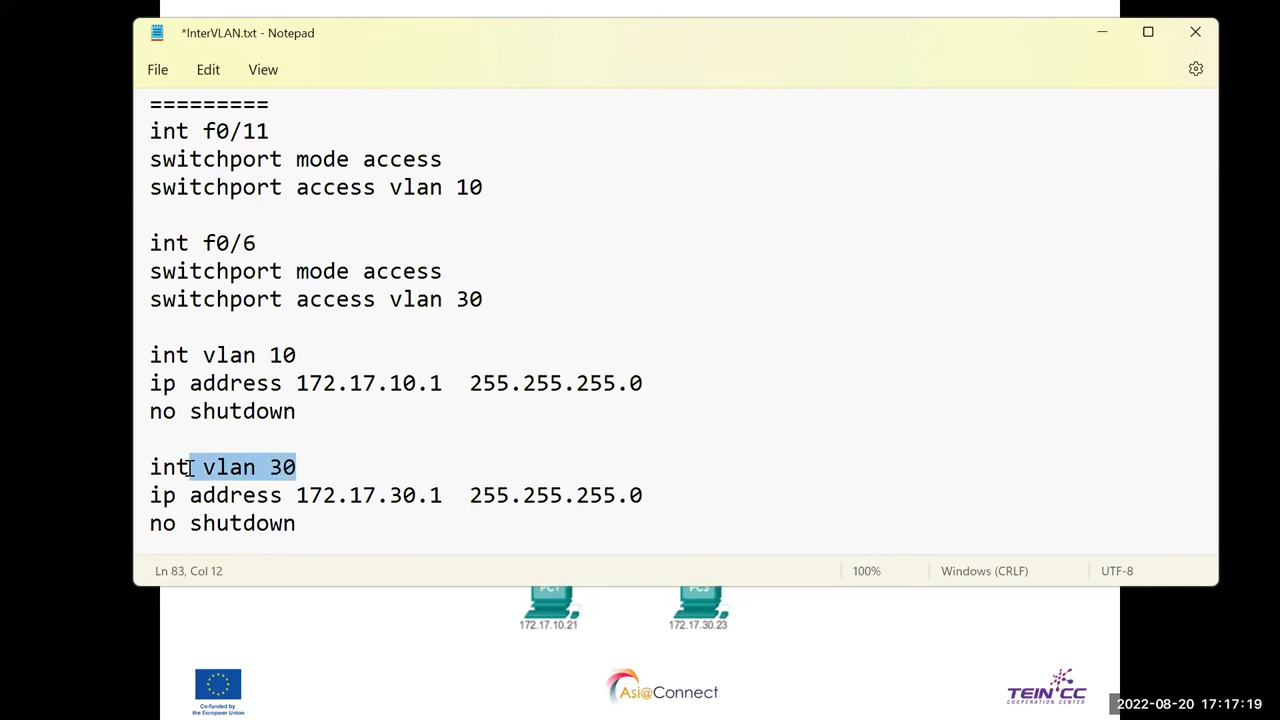 *InterVLAN.txt - Notepad
File Edit View
=========
int f0/11
switchport mode access
switchport access vlan 10
int f0/6
switchport mode access
switchport access vlan 30
int vlan 10
ip address 172.17.10.1  255.255.255.0
no shutdown
int vlan 30
ip address 172.17.30.1  255.255.255.0
no shutdown
Ln 83, Col 12 100% Windows (CRLF) UTF-8
PC1 PC3
172.17.10.21 172.17.30.23
Co-funded by
the European Union
Asi@Connect
TEIN*CC
COOPERATION CENTER
2022-08-20 17:17:19